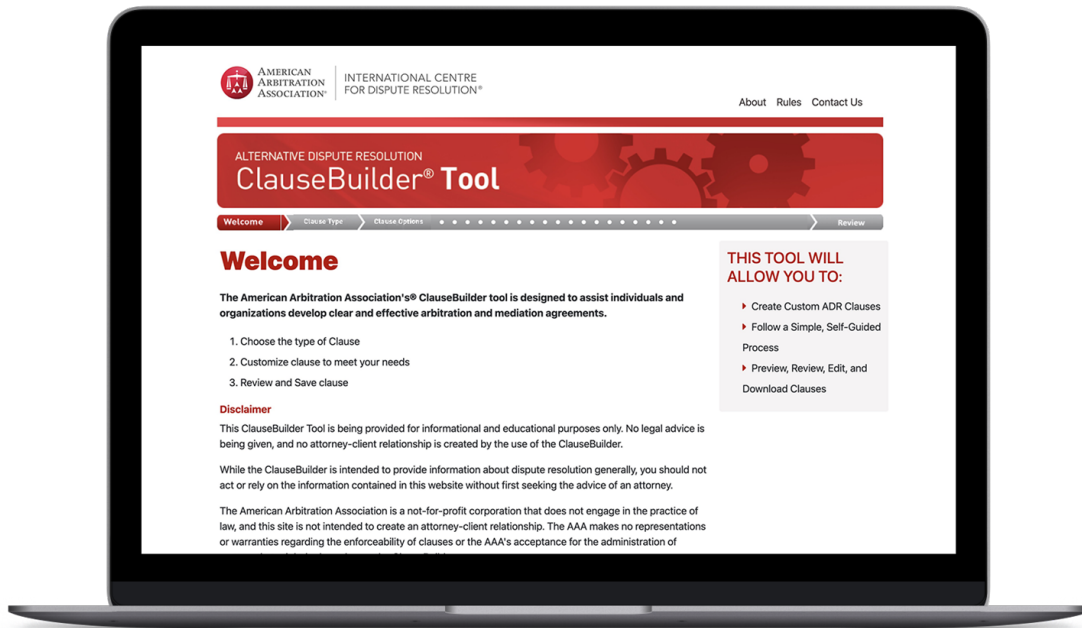 AMERICAN
ARBITRATION
ASSOCIATION®
INTERNATIONAL CENTRE
FOR DISPUTE RESOLUTION®
About Rules Contact Us
ALTERNATIVE DISPUTE RESOLUTION
ClauseBuilder® Tool
Welcome Clause Type Clause Options Review
Welcome
The American Arbitration Association's® ClauseBuilder tool is designed to assist individuals and
organizations develop clear and effective arbitration and mediation agreements.
1. Choose the type of Clause
2. Customize clause to meet your needs
3. Review and Save clause
Disclaimer
This ClauseBuilder Tool is being provided for informational and educational purposes only. No legal advice is
being given, and no attorney-client relationship is created by the use of the ClauseBuilder.
While the ClauseBuilder is intended to provide information about dispute resolution generally, you should not
act or rely on the information contained in this website without first seeking the advice of an attorney.
The American Arbitration Association is a not-for-profit corporation that does not engage in the practice of
law, and this site is not intended to create an attorney-client relationship. The AAA makes no representations
or warranties regarding the enforceability of clauses or the AAA's acceptance for the administration of
THIS TOOL WILL
ALLOW YOU TO:
Create Custom ADR Clauses
Follow a Simple, Self-Guided
Process
Preview, Review, Edit, and
Download Clauses